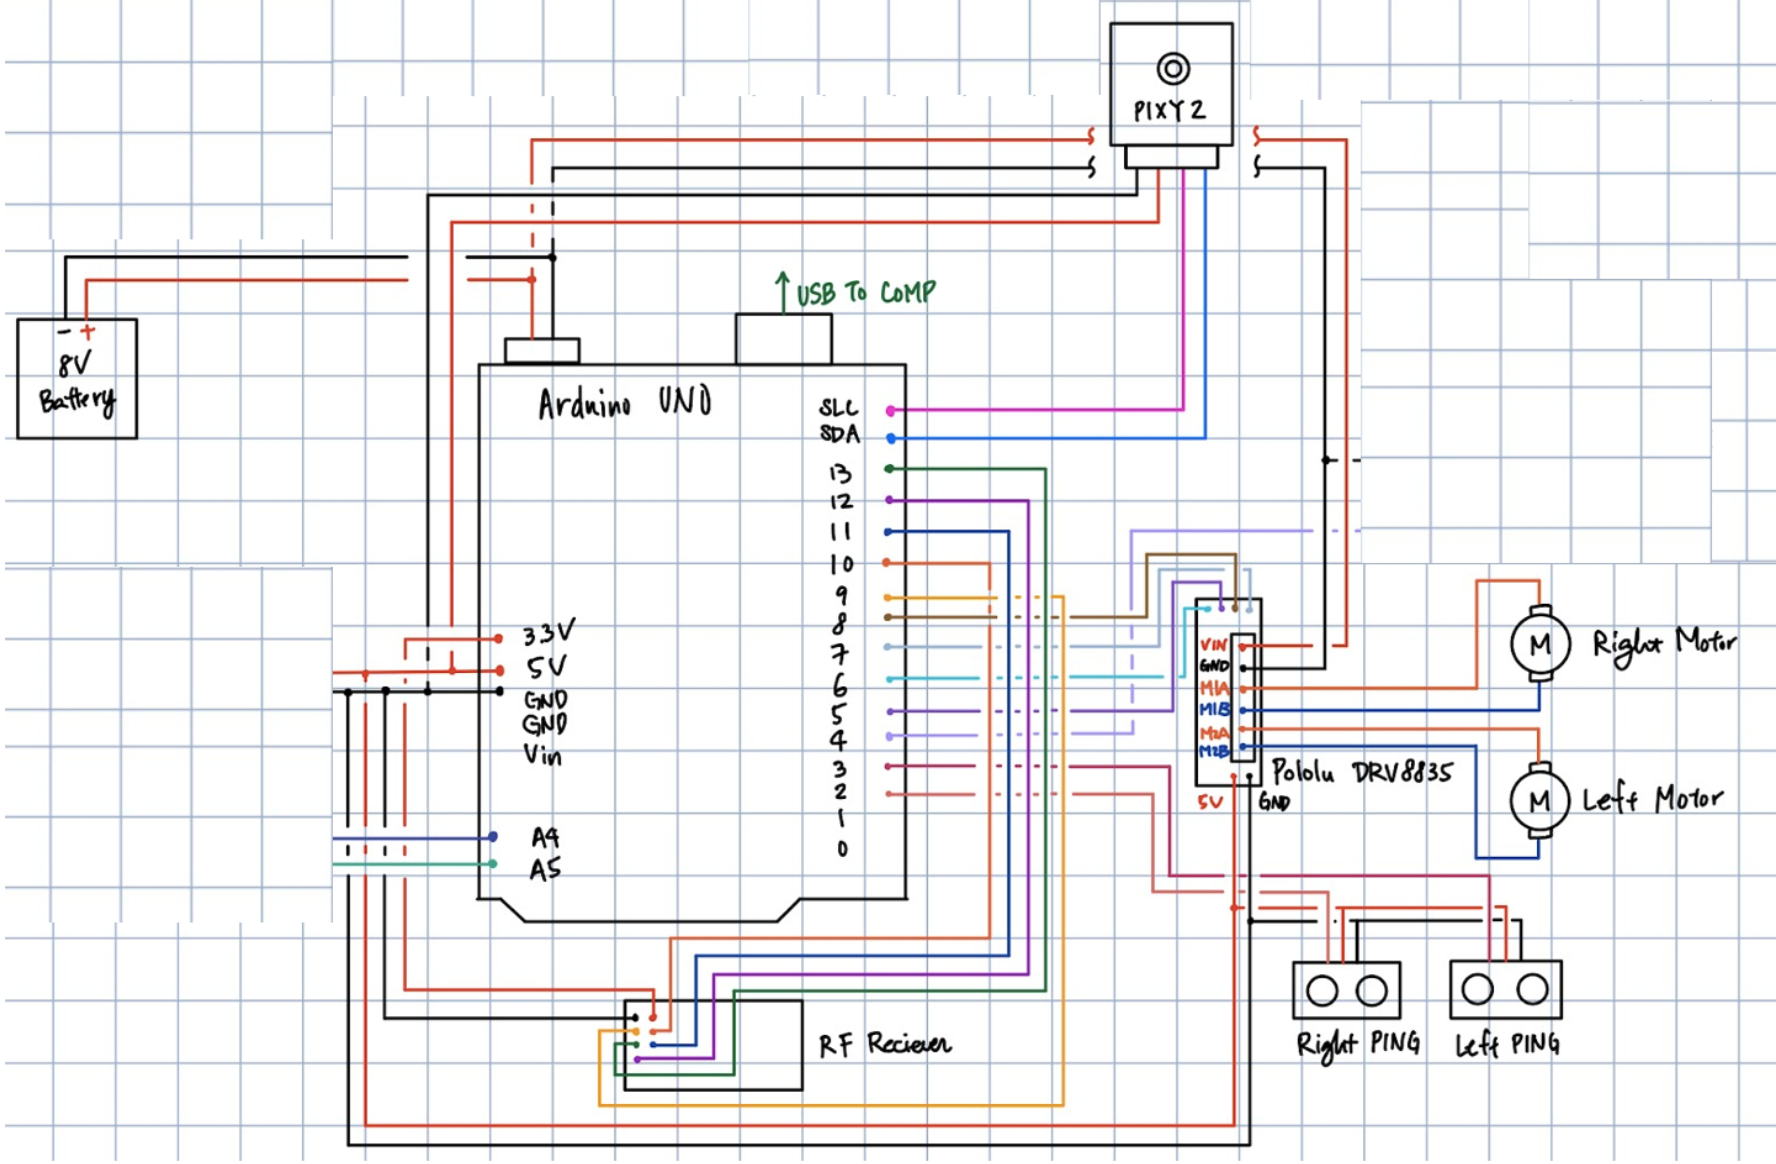 PIXY 2
USB To COMP
- +
8V
Battery
Arduino UNO
SLC
SDA
13
12
11
10
9
8
7
6
5
4
3
2
1
0
3.3V
5V
GND
GND
Vin
A4
A5
VIN
GND
M1A
M1B
M2A
M2B
Pololu DRV8835
5V
GND
M
Right Motor
M
Left Motor
RF Reciever
Right PING
Left PING